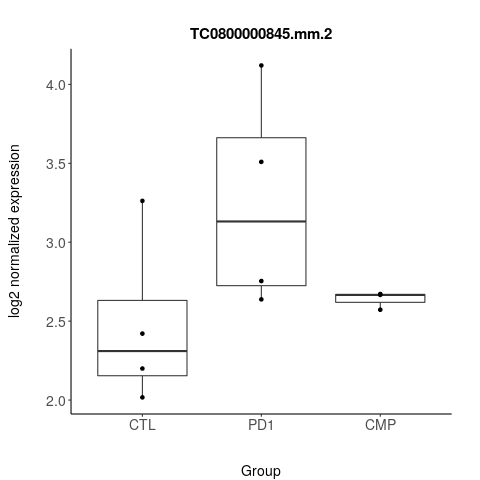 TC0800000845.mm.2
log2 normalized expression
4.0
3.5
3.0
2.5
2.0
CTL PD1 CMP
Group